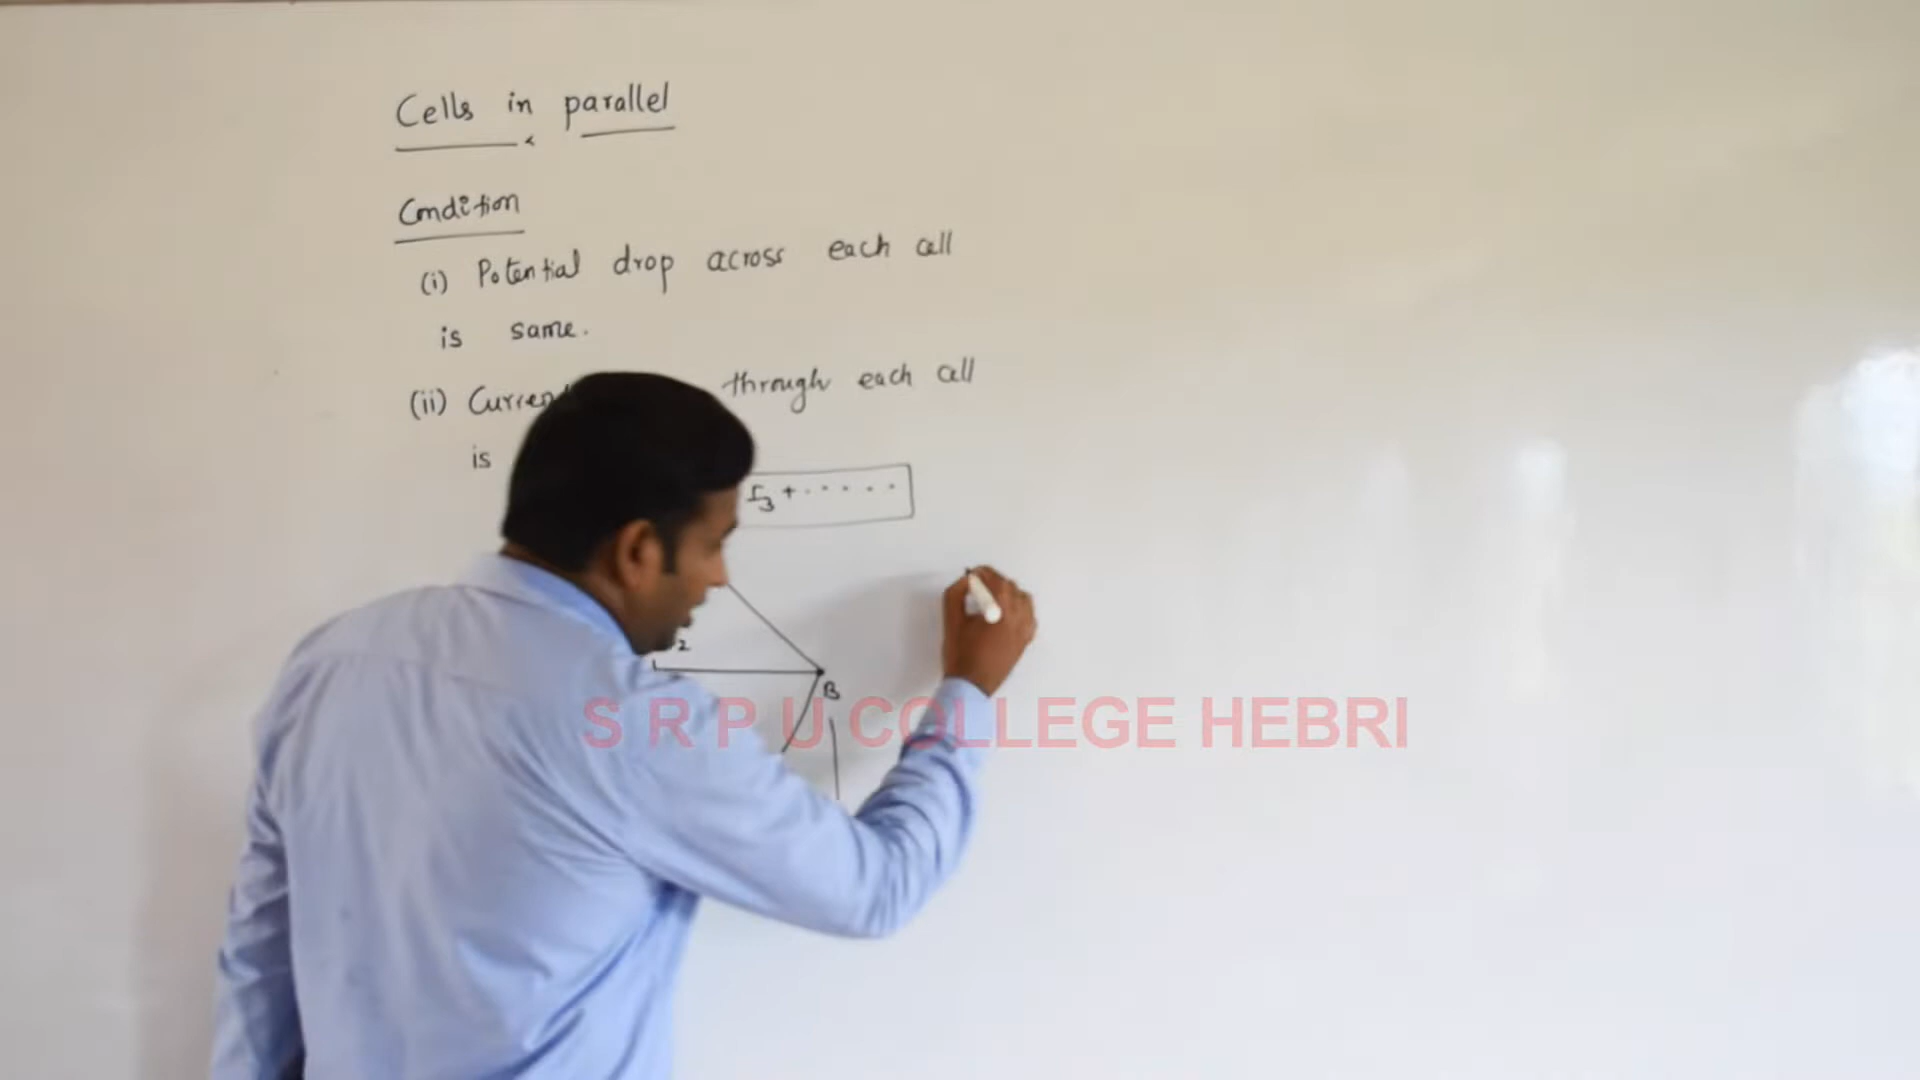 Cells in parallel
Condition
(i) Potential drop across each cell
is same.
(ii) Current through each cell
is
I3 + . . . . .
2
B
S R P U COLLEGE HEBRI